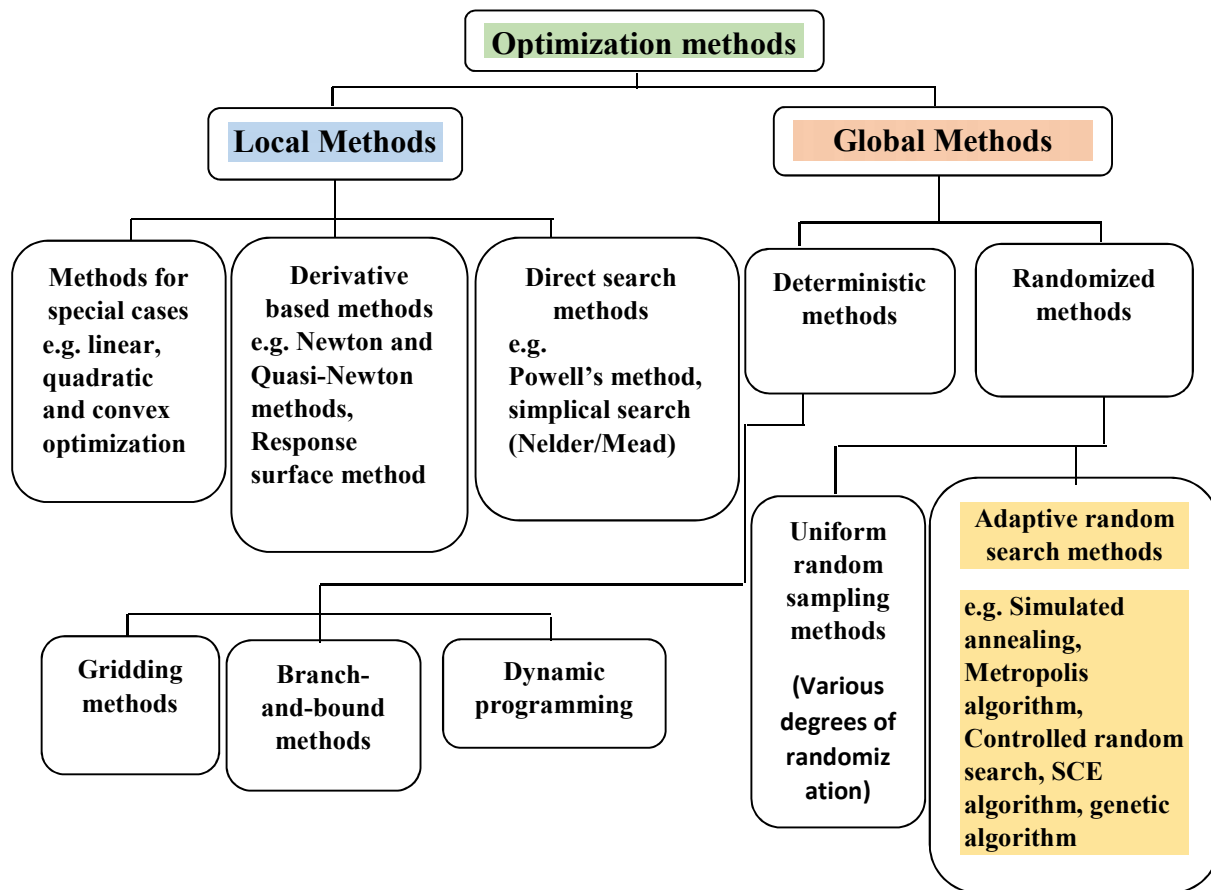 Optimization methods
Local Methods
Global Methods
Methods for
special cases
e.g. linear,
quadratic
and convex
optimization
Derivative
based methods
e.g. Newton and
Quasi-Newton
methods,
Response
surface method
Direct search
methods
e.g.
Powell’s method,
simplical search
(Nelder/Mead)
Deterministic
methods
Randomized
methods
Gridding
methods
Branch-
and-bound
methods
Dynamic
programming
Uniform
random
sampling
methods
(Various
degrees of
randomiz
ation)
Adaptive random
search methods
e.g. Simulated
annealing,
Metropolis
algorithm,
Controlled random
search, SCE
algorithm, genetic
algorithm